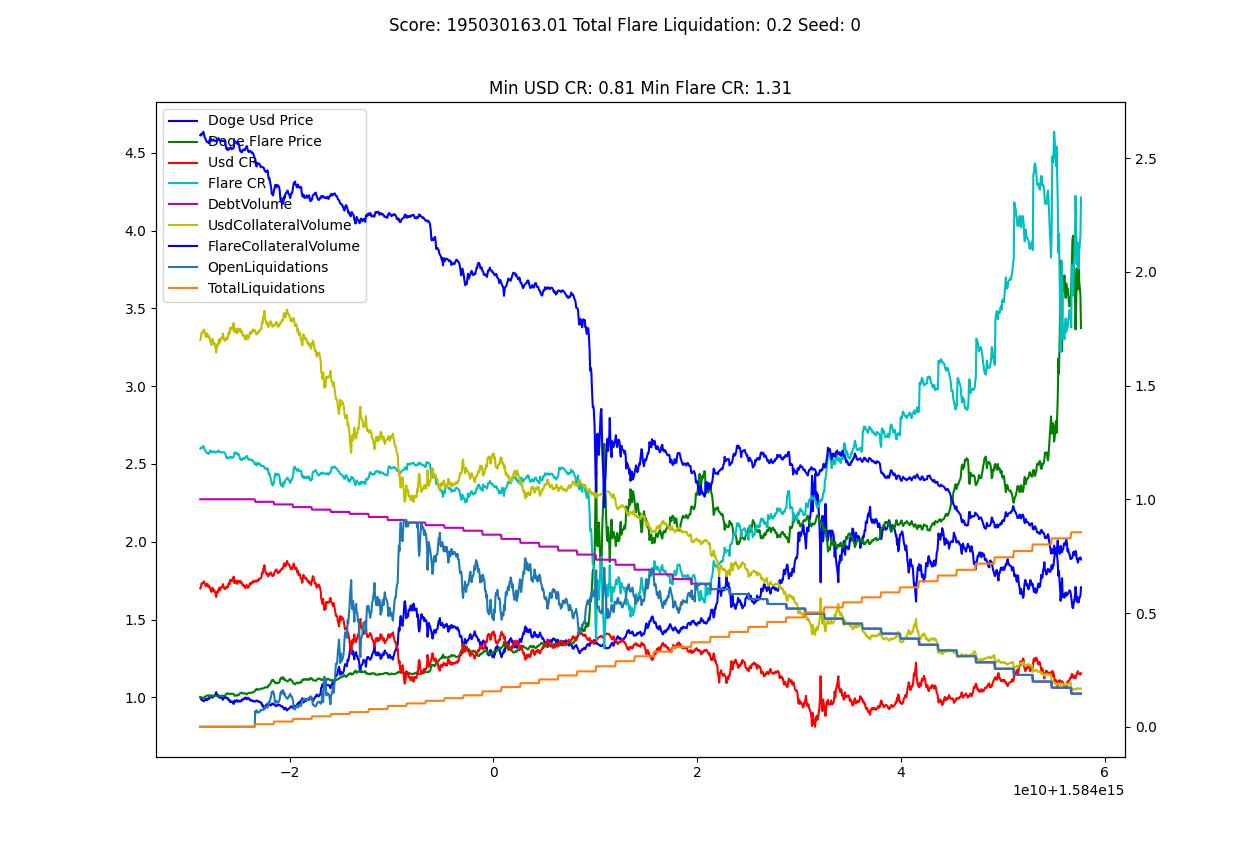 Score: 195030163.01 Total Flare Liquidation: 0.2 Seed: 0
Min USD CR: 0.81 Min Flare CR: 1.31
Doge Usd Price
Doge Flare Price
Usd CR
Flare CR
DebtVolume
UsdCollateralVolume
FlareCollateralVolume
OpenLiquidations
TotalLiquidations
4.5
4.0
3.5
3.0
2.5
2.0
1.5
1.0
2.5
2.0
1.5
1.0
0.5
0.0
−2
0
2
4
6
1e10+1.584e15